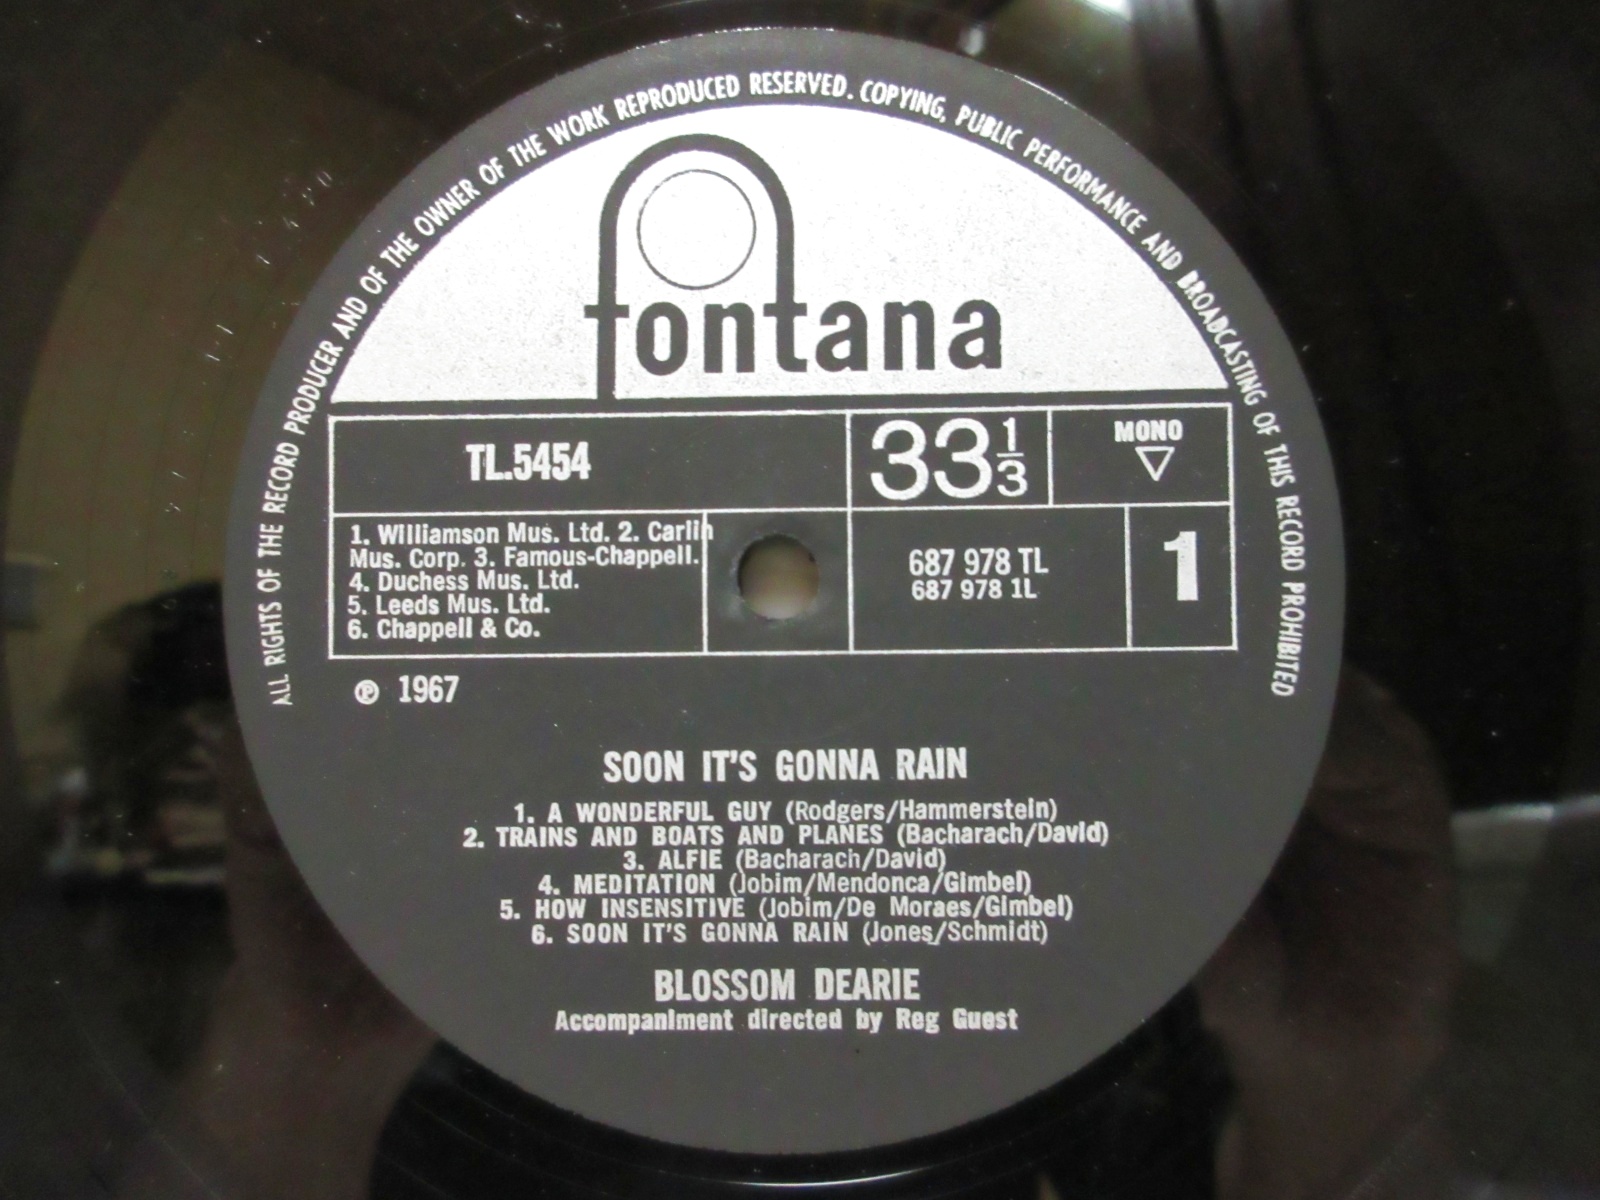 ALL RIGHTS OF THE RECORD PRODUCER AND OF THE OWNER OF THE WORK REPRODUCED RESERVED. COPYING, PUBLIC PERFORMANCE AND BROADCASTING OF THIS RECORD PROHIBITED
fontana
TL.5454
33 1/3
MONO
1. Williamson Mus. Ltd. 2. Carlin
Mus. Corp. 3. Famous-Chappell.
4. Duchess Mus. Ltd.
5. Leeds Mus. Ltd.
6. Chappell & Co.
687 978 TL
687 978 1L
1
℗ 1967
SOON IT'S GONNA RAIN
1. A WONDERFUL GUY (Rodgers/Hammerstein)
2. TRAINS AND BOATS AND PLANES (Bacharach/David)
3. ALFIE (Bacharach/David)
4. MEDITATION (Jobim/Mendonca/Gimbel)
5. HOW INSENSITIVE (Jobim/De Moraes/Gimbel)
6. SOON IT'S GONNA RAIN (Jones/Schmidt)
BLOSSOM DEARIE
Accompaniment directed by Reg Guest